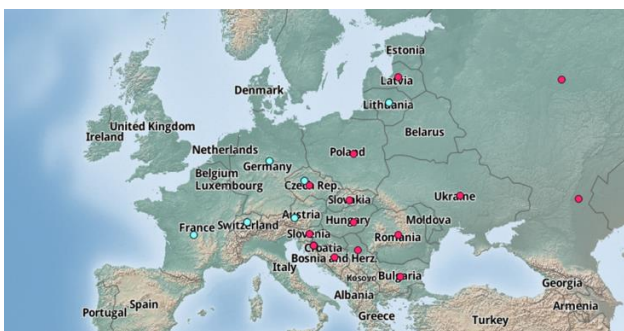 Estonia
Latvia
Denmark
Lithuania
Ireland
United Kingdom
Belarus
Netherlands
Poland
Belgium
Germany
Luxembourg
Czech Rep.
Slovakia
Ukraine
France
Switzerland
Austria
Hungary
Moldova
Slovenia
Romania
Croatia
Italy
Bosnia and Herz.
Kosovo
Bulgaria
Georgia
Portugal
Spain
Albania
Armenia
Greece
Turkey